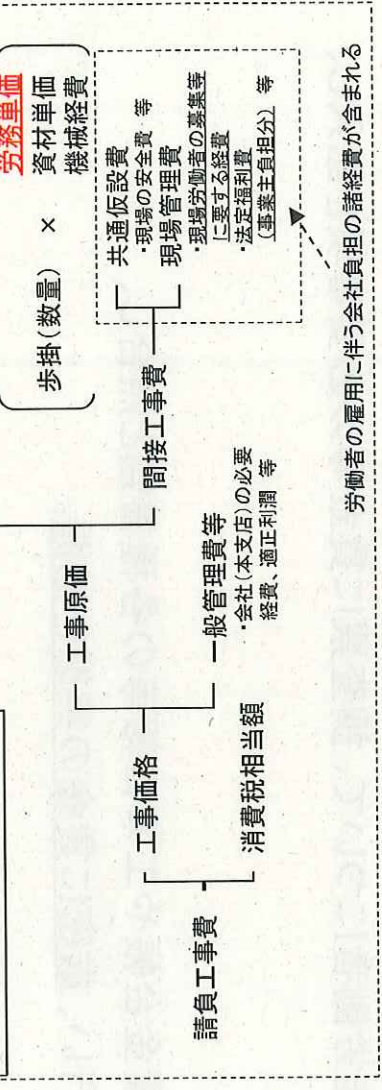 請負工事費
工事価格
消費税相当額
工事原価
一般管理費等
・会社(本支店)の必要
経費、適正利潤 等
間接工事費
歩掛(数量) ×
労務単価
資材単価
機械経費
共通仮設費
・現場の安全費 等
現場管理費
・現場労働者の募集等
に要する経費
・法定福利費
(事業主負担分) 等
労働者の雇用に伴う会社負担の諸経費が含まれる